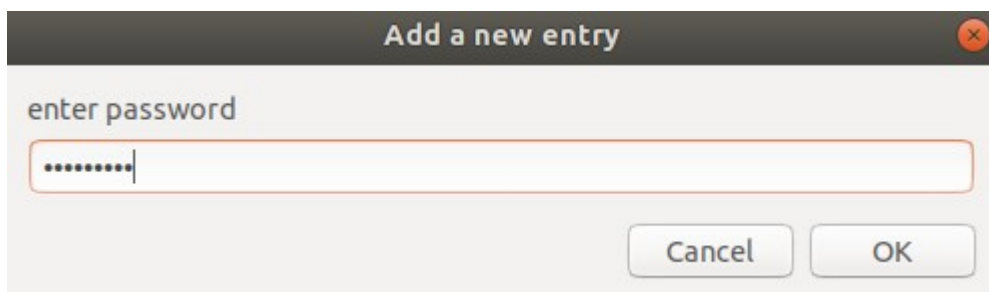 Add a new entry
enter password
•••••••••
Cancel OK